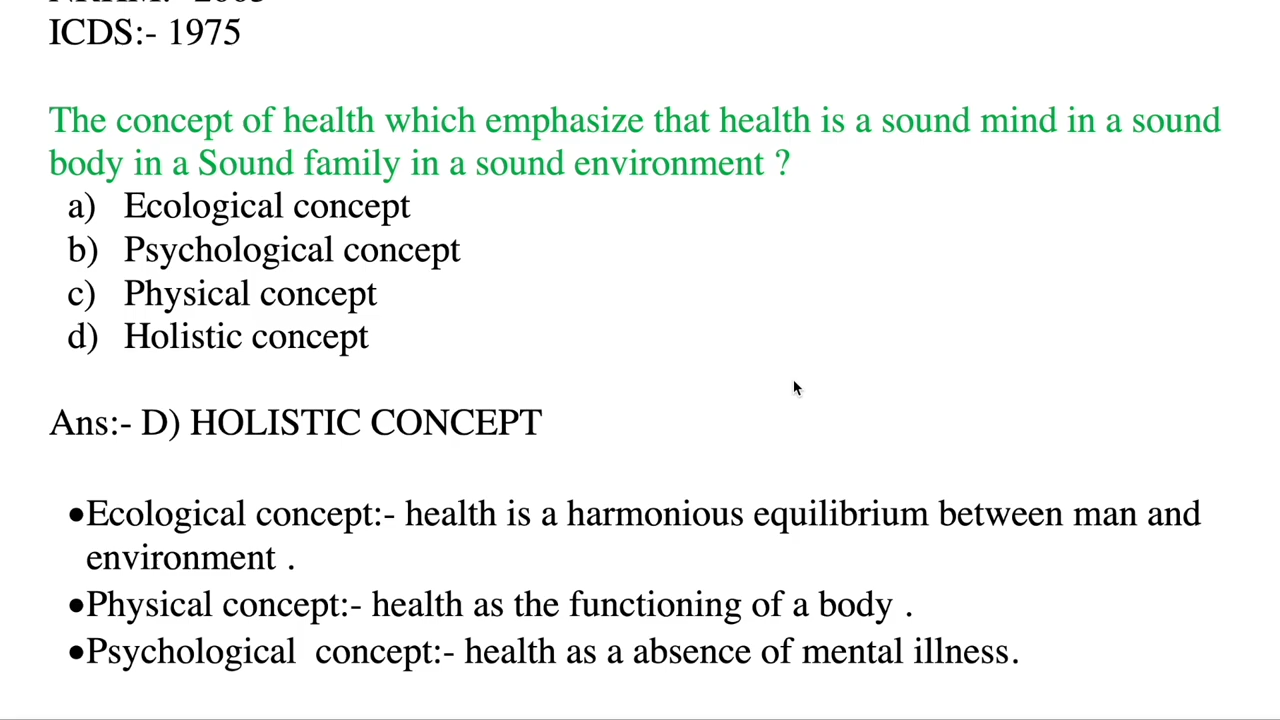 ICDS:- 1975
The concept of health which emphasize that health is a sound mind in a sound
body in a Sound family in a sound environment ?
a) Ecological concept
b) Psychological concept
c) Physical concept
d) Holistic concept
Ans:- D) HOLISTIC CONCEPT
•Ecological concept:- health is a harmonious equilibrium between man and
environment .
•Physical concept:- health as the functioning of a body .
•Psychological concept:- health as a absence of mental illness.